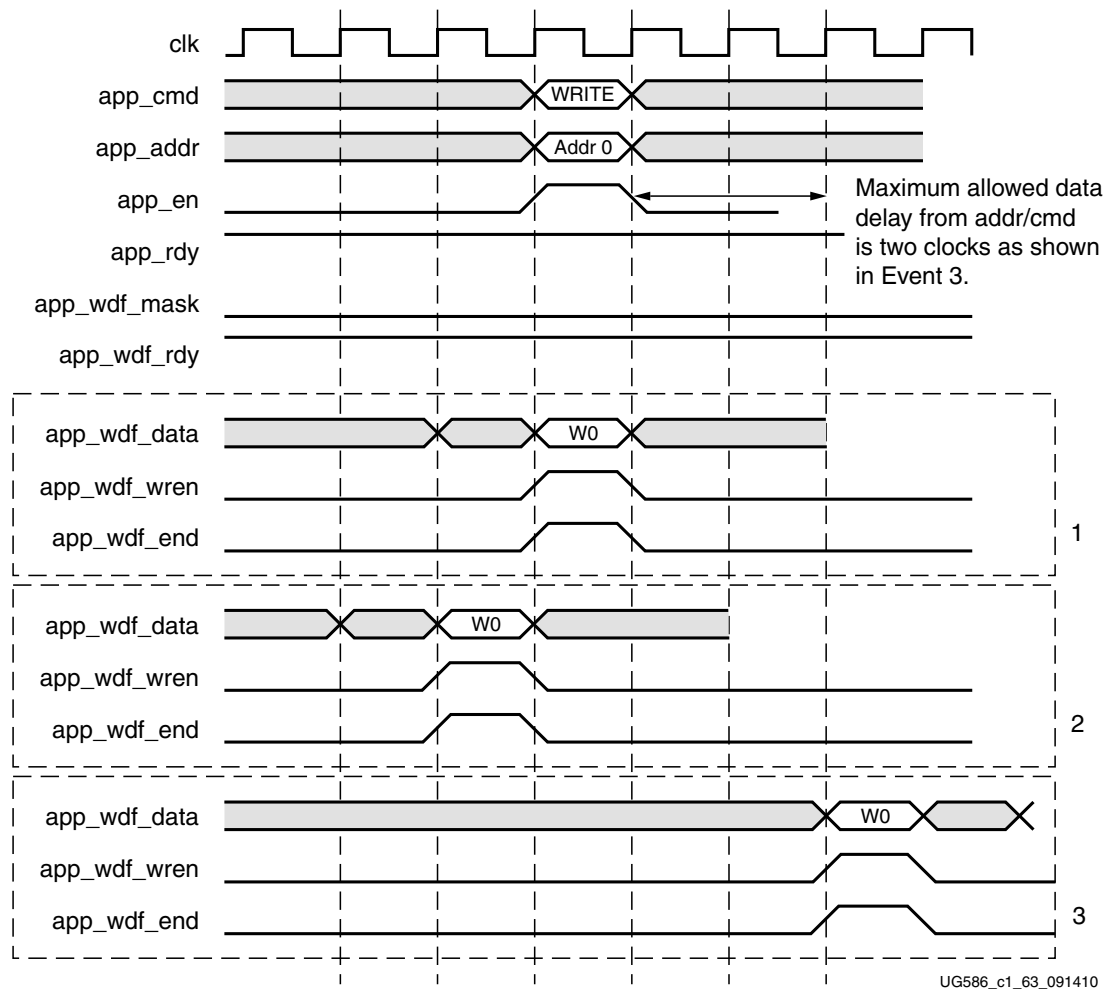 clk
app_cmd
WRITE
app_addr
Addr 0
app_en
Maximum allowed data
delay from addr/cmd
is two clocks as shown
in Event 3.
app_rdy
app_wdf_mask
app_wdf_rdy
app_wdf_data
W0
app_wdf_wren
app_wdf_end
1
app_wdf_data
W0
app_wdf_wren
app_wdf_end
2
app_wdf_data
W0
app_wdf_wren
app_wdf_end
3
UG586_c1_63_091410